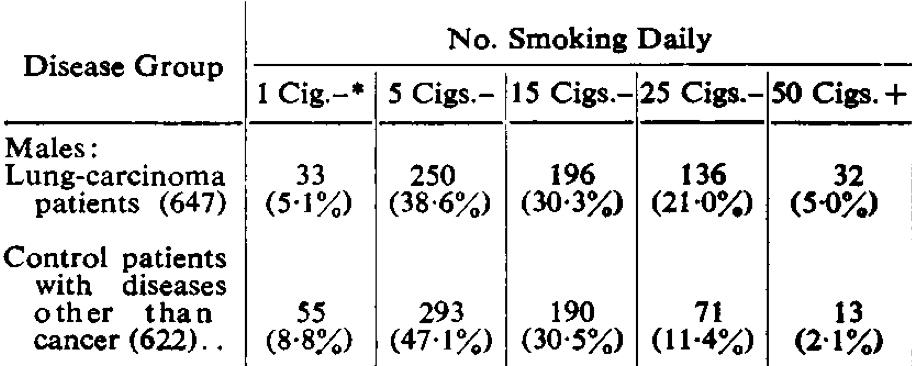 Disease Group
No. Smoking Daily
1 Cig.–* 5 Cigs.– 15 Cigs.– 25 Cigs.– 50 Cigs. +
Males:
Lung-carcinoma 33 250 196 136 32
patients (647) (5·1%) (38·6%) (30·3%) (21·0%) (5·0%)
Control patients
with diseases
other than 55 293 190 71 13
cancer (622) . . (8·8%) (47·1%) (30·5%) (11·4%) (2·1%)